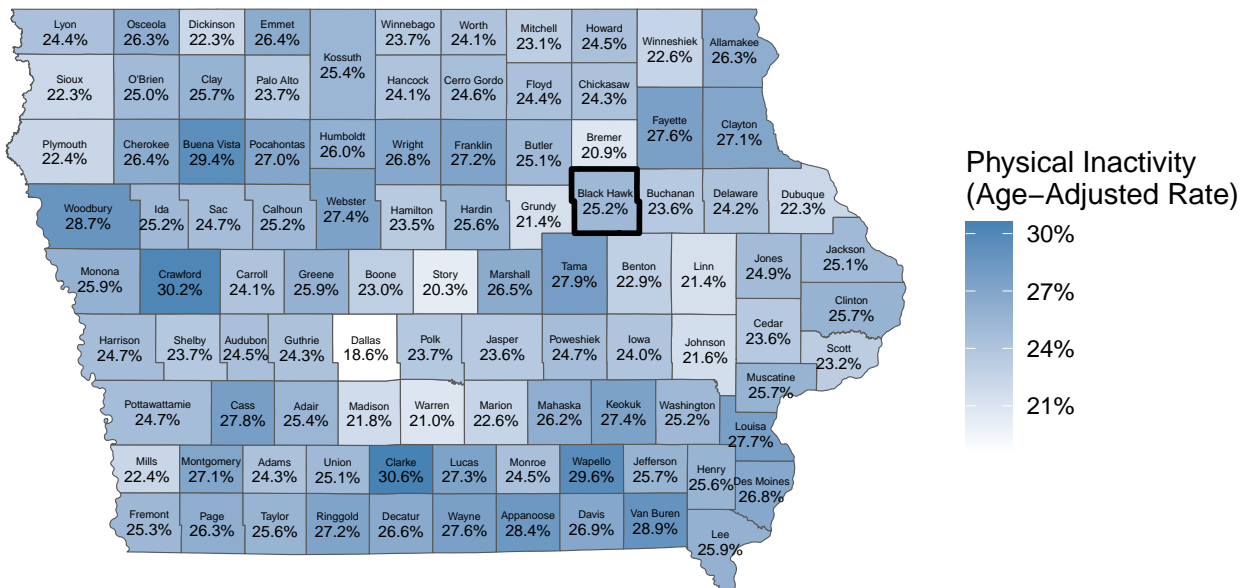 Lyon
24.4%
Osceola
26.3%
Dickinson
22.3%
Emmet
26.4%
Kossuth
25.4%
Winnebago
23.7%
Worth
24.1%
Mitchell
23.1%
Howard
24.5%
Winneshiek
22.6%
Allamakee
26.3%
Sioux
22.3%
O'Brien
25.0%
Clay
25.7%
Palo Alto
23.7%
Hancock
24.1%
Cerro Gordo
24.6%
Floyd
24.4%
Chickasaw
24.3%
Fayette
27.6%
Clayton
27.1%
Plymouth
22.4%
Cherokee
26.4%
Buena Vista
29.4%
Pocahontas
27.0%
Humboldt
26.0%
Wright
26.8%
Franklin
27.2%
Butler
25.1%
Bremer
20.9%
Woodbury
28.7%
Ida
25.2%
Sac
24.7%
Calhoun
25.2%
Webster
27.4%
Hamilton
23.5%
Hardin
25.6%
Grundy
21.4%
Black Hawk
25.2%
Buchanan
23.6%
Delaware
24.2%
Dubuque
22.3%
Monona
25.9%
Crawford
30.2%
Carroll
24.1%
Greene
25.9%
Boone
23.0%
Story
20.3%
Marshall
26.5%
Tama
27.9%
Benton
22.9%
Linn
21.4%
Jones
24.9%
Jackson
25.1%
Clinton
25.7%
Harrison
24.7%
Shelby
23.7%
Audubon
24.5%
Guthrie
24.3%
Dallas
18.6%
Polk
23.7%
Jasper
23.6%
Poweshiek
24.7%
Iowa
24.0%
Johnson
21.6%
Cedar
23.6%
Scott
23.2%
Muscatine
25.7%
Pottawattamie
24.7%
Cass
27.8%
Adair
25.4%
Madison
21.8%
Warren
21.0%
Marion
22.6%
Mahaska
26.2%
Keokuk
27.4%
Washington
25.2%
Louisa
27.7%
Mills
22.4%
Montgomery
27.1%
Adams
24.3%
Union
25.1%
Clarke
30.6%
Lucas
27.3%
Monroe
24.5%
Wapello
29.6%
Jefferson
25.7%
Henry
25.6%
Des Moines
26.8%
Fremont
25.3%
Page
26.3%
Taylor
25.6%
Ringgold
27.2%
Decatur
26.6%
Wayne
27.6%
Appanoose
28.4%
Davis
26.9%
Van Buren
28.9%
Lee
25.9%
Physical Inactivity
(Age−Adjusted Rate)
30%
27%
24%
21%